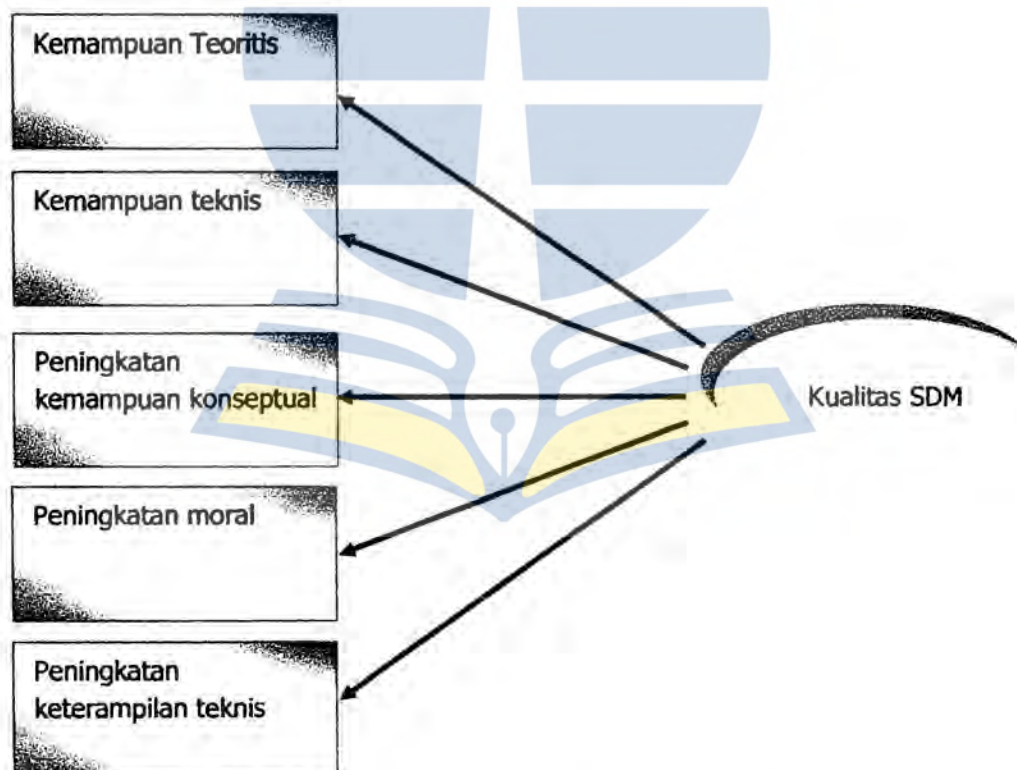 Kemampuan Teoritis
Kemampuan teknis
Peningkatan
kemampuan konseptual
Peningkatan moral
Peningkatan
keterampilan teknis
Kualitas SDM